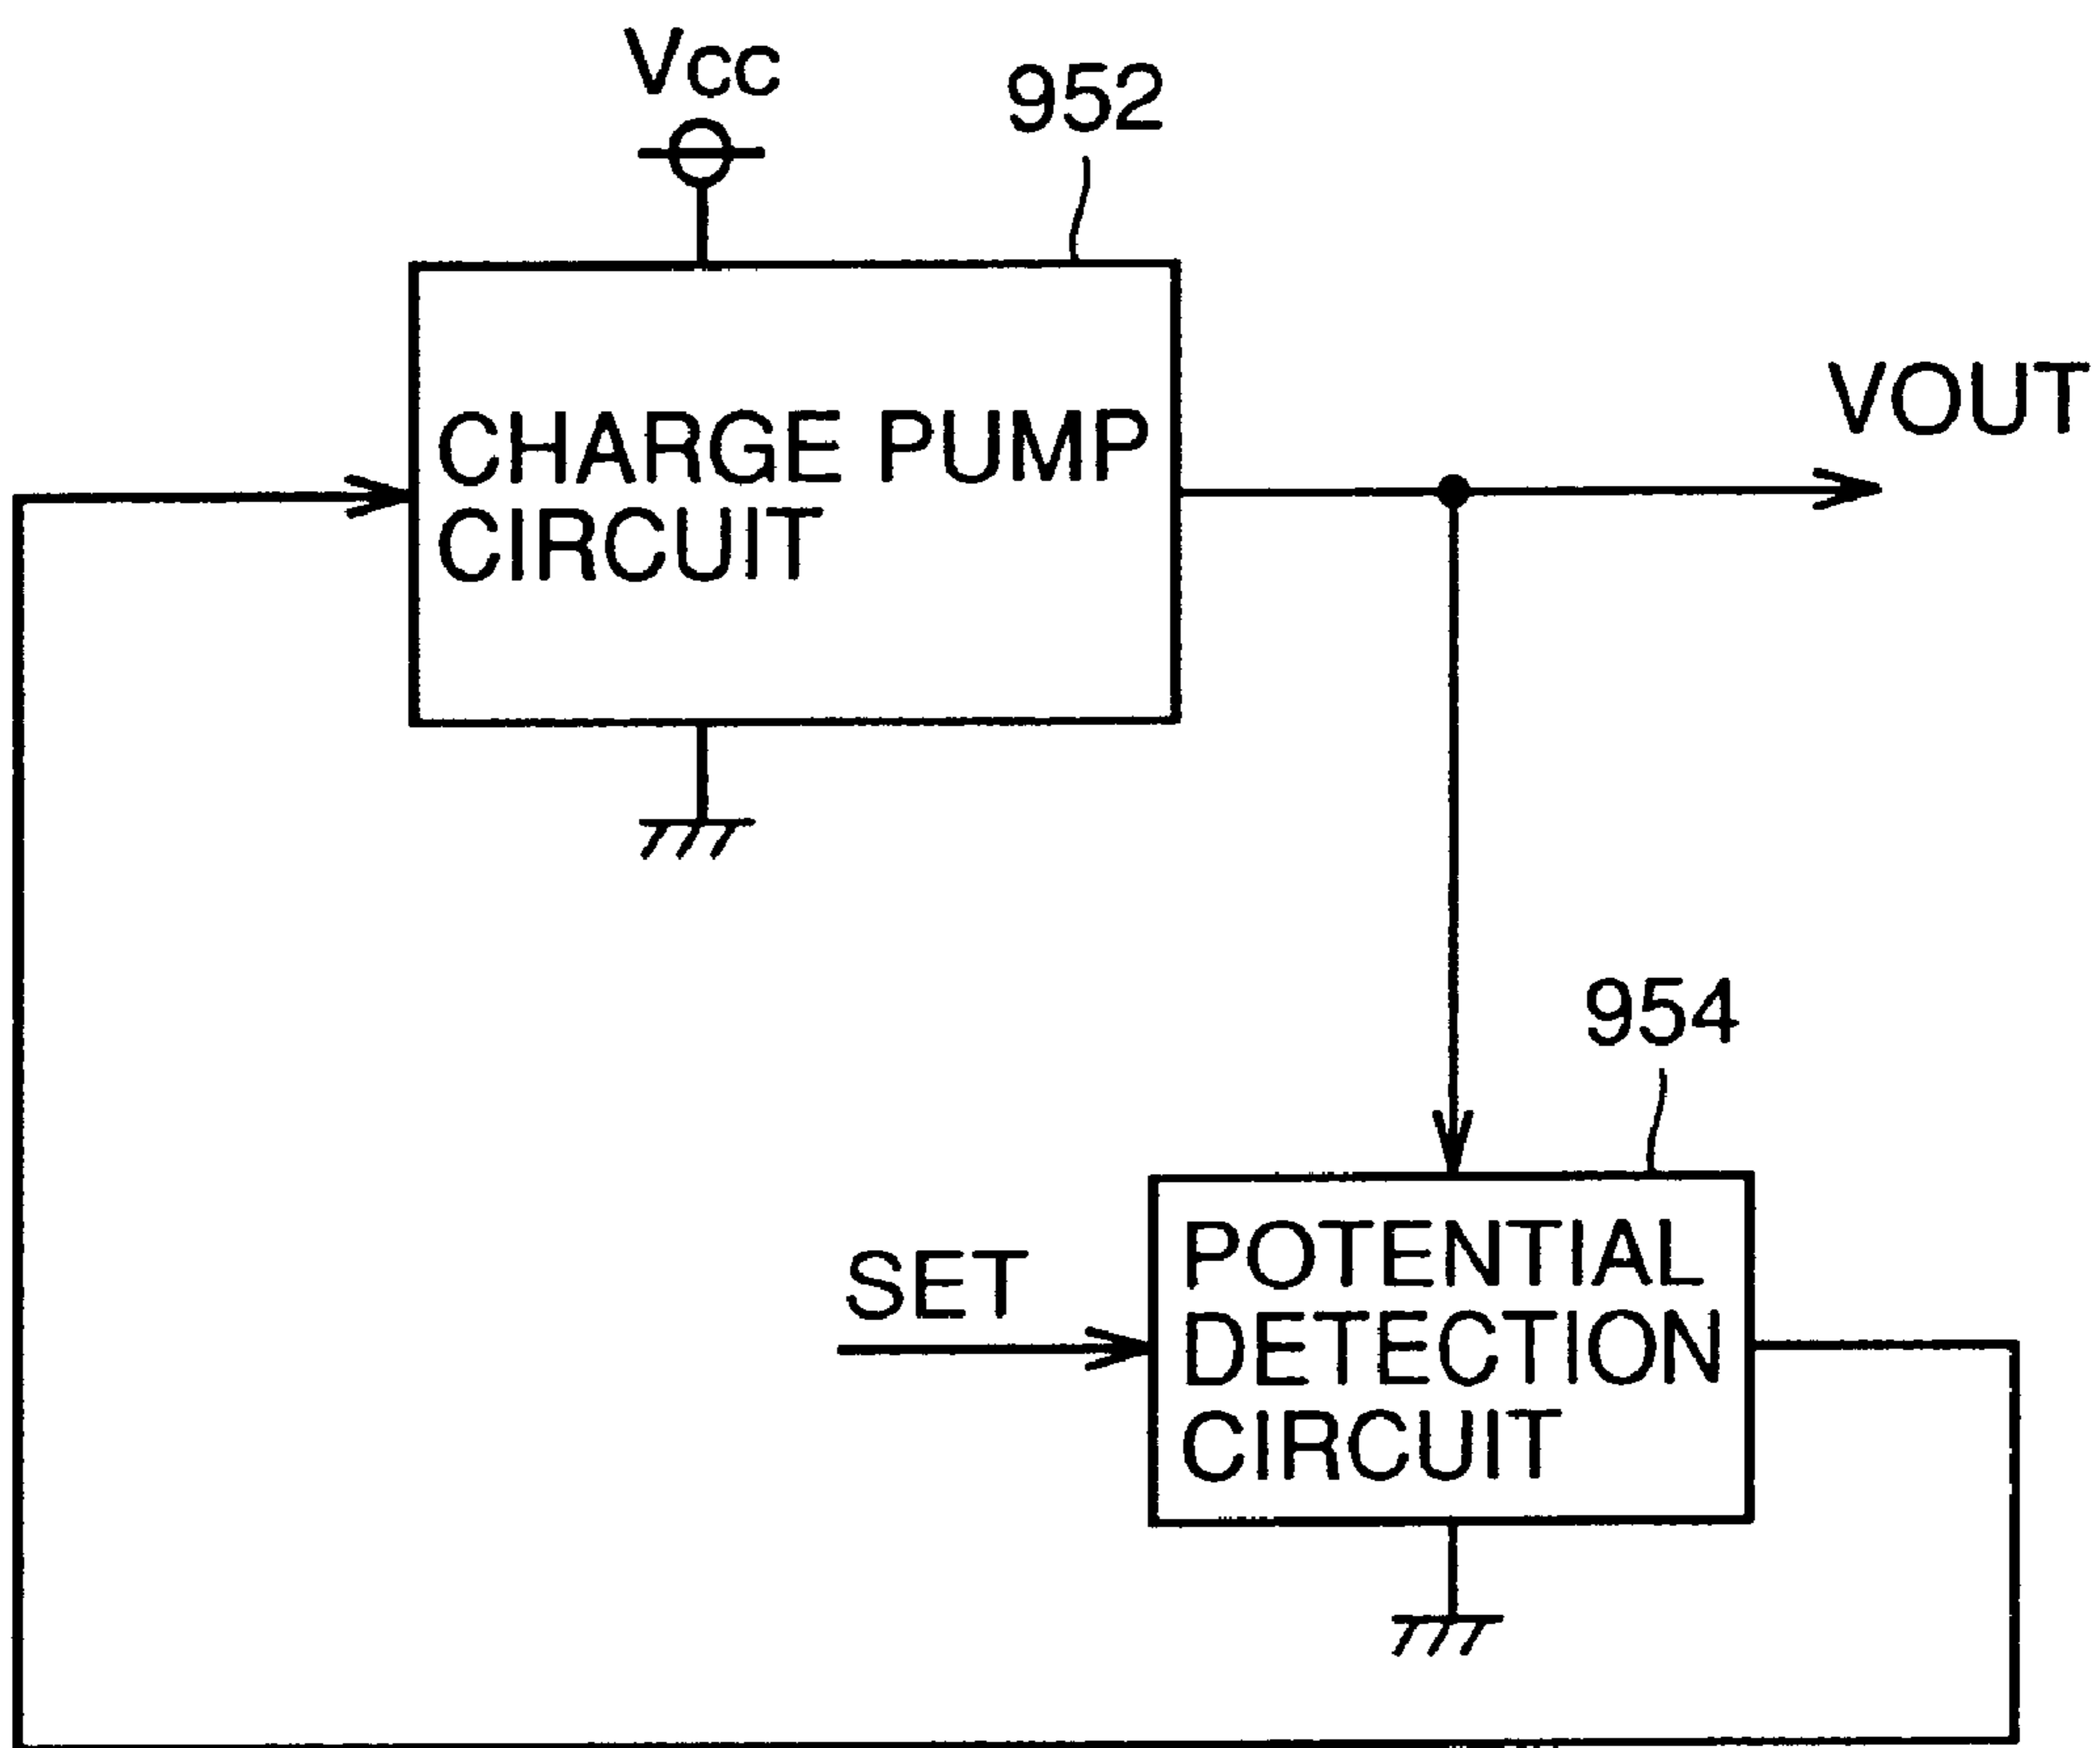 Vcc
952
CHARGE PUMP
CIRCUIT
VOUT
954
SET
POTENTIAL
DETECTION
CIRCUIT